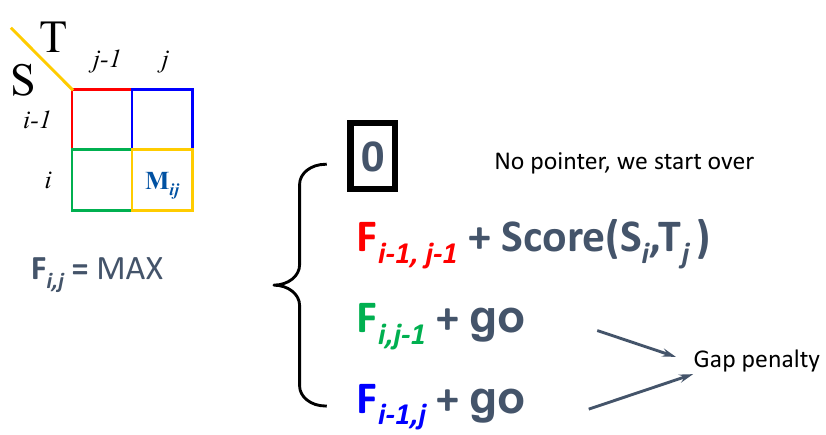 T
S
j-1 j
i-1
i
Mij
0
No pointer, we start over
Fi-1, j-1 + Score(Si,Tj)
Fi,j = MAX
Fi,j-1 + go
Gap penalty
Fi-1,j + go